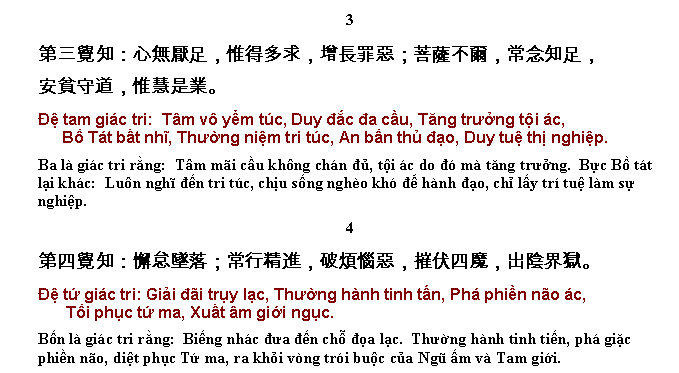 3
第三覺知：心無厭足，惟得多求，增長罪惡；菩薩不爾，常念知足，
安貧守道，惟慧是業。
Đệ tam giác tri: Tâm vô yểm túc, Duy đắc đa cầu, Tăng trưởng tội ác,
Bồ Tát bất nhĩ, Thường niệm tri túc, An bần thủ đạo, Duy tuệ thị nghiệp.
Ba là giác tri rằng: Tâm mãi cầu không chán đủ, tội ác do đó mà tăng trưởng. Bực Bồ tát
lại khác: Luôn nghĩ đến tri túc, chịu sống nghèo khó để hành đạo, chỉ lấy trí tuệ làm sự
nghiệp.
4
第四覺知：懈怠墜落；常行精進，破煩惱惡，摧伏四魔，出陰界獄。
Đệ tứ giác tri: Giải đãi trụy lạc, Thường hành tinh tấn, Phá phiền não ác,
Tồi phục tứ ma, Xuất âm giới ngục.
Bốn là giác tri rằng: Biếng nhác đưa đến chỗ đọa lạc. Thường hành tinh tiến, phá giặc
phiền não, diệt phục Tứ ma, ra khỏi vòng trói buộc của Ngũ ấm và Tam giới.